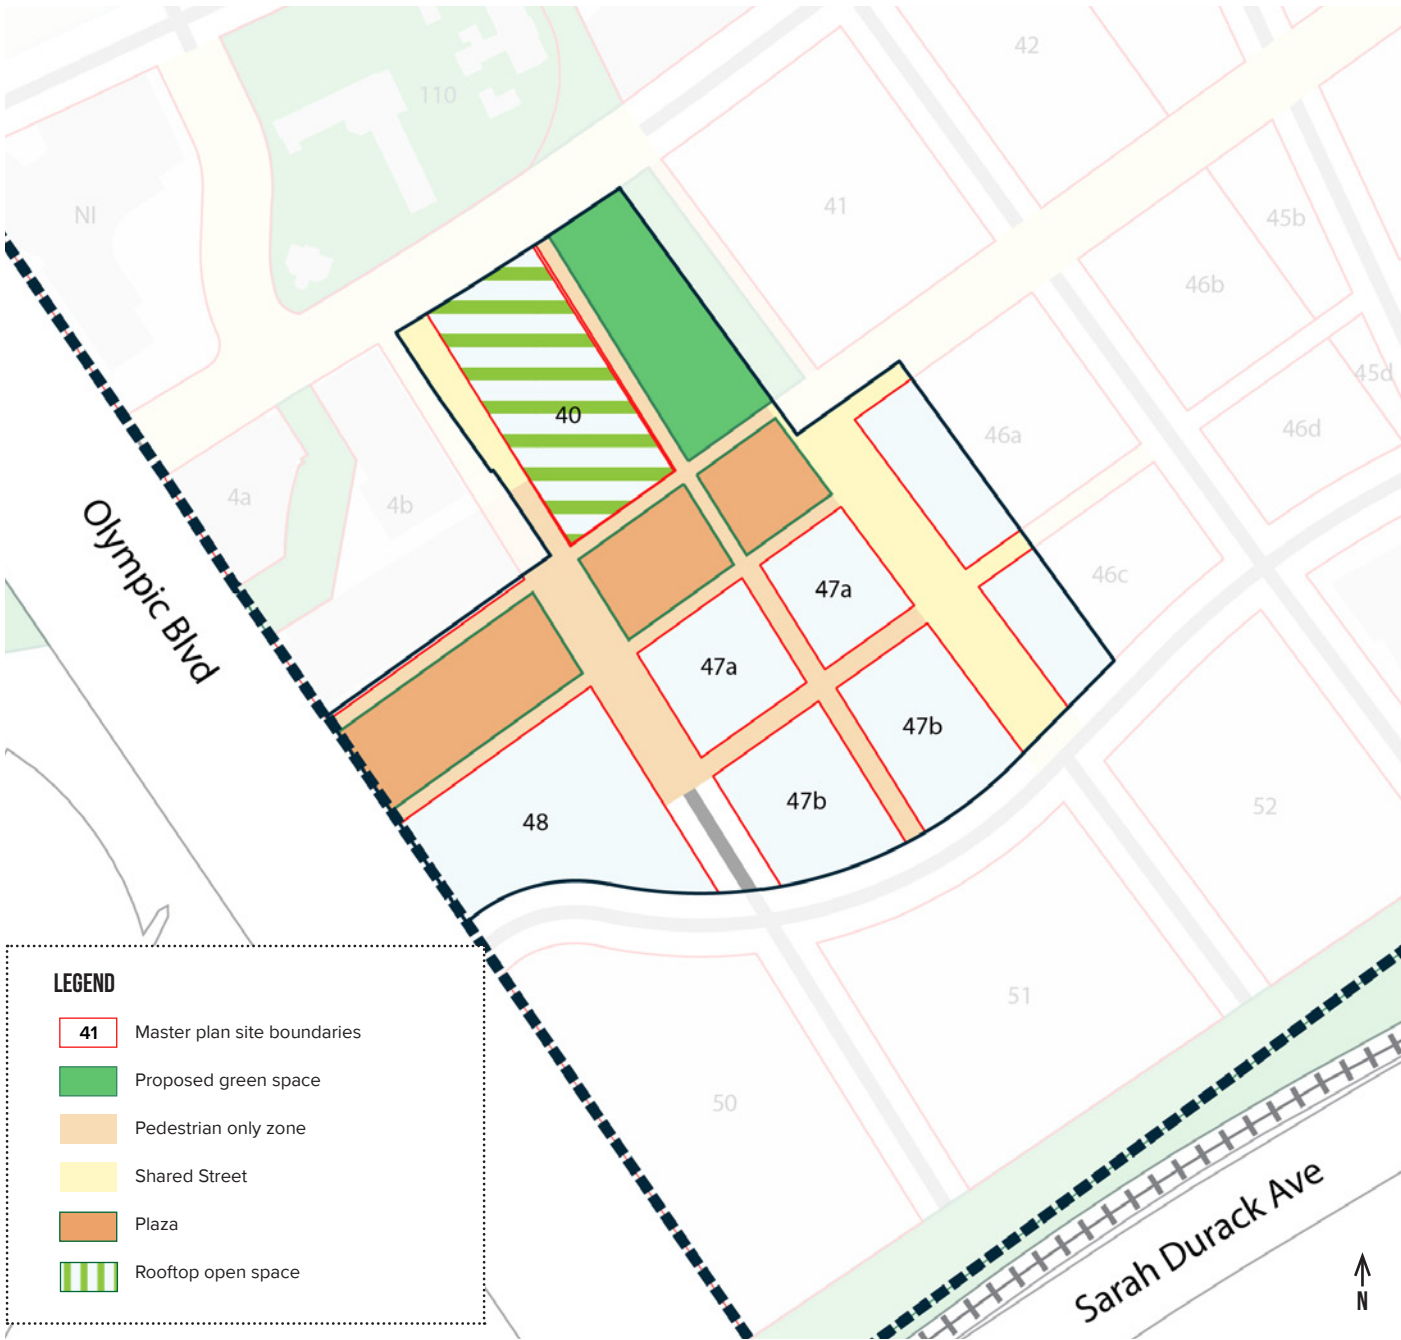 42
110
41
NI
45b
46b
45d
40
46d
46a
4a
4b
46c
47a
47a
47b
47b
48
52
51
50
Olympic Blvd
Sarah Durack Ave
N
LEGEND
41 Master plan site boundaries
Proposed green space
Pedestrian only zone
Shared Street
Plaza
Rooftop open space